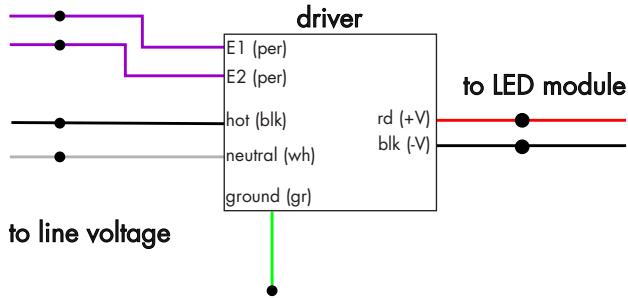 driver
E1 (per)
E2 (per)
to LED module
hot (blk)
rd (+V)
blk (-V)
neutral (wh)
ground (gr)
to line voltage